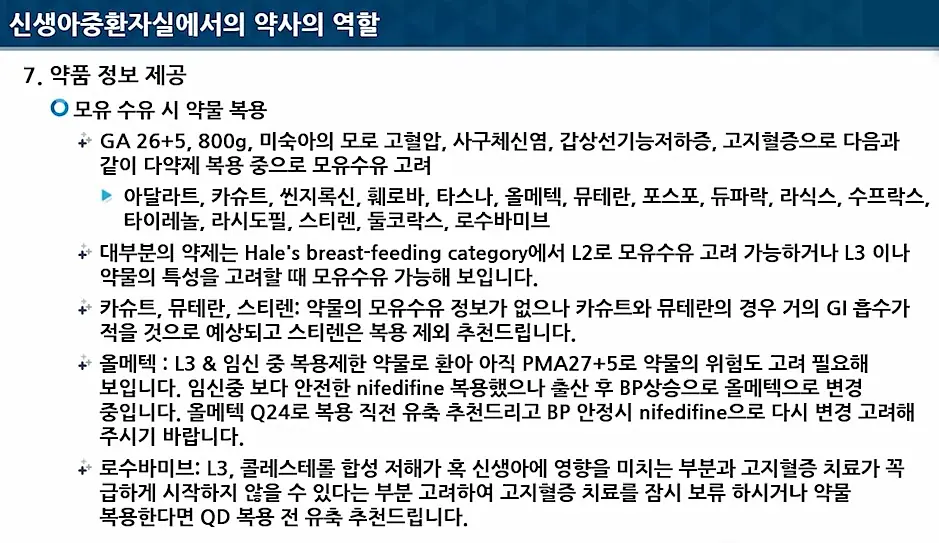 신생아중환자실에서의 약사의 역할
7. 약품 정보 제공
모유 수유 시 약물 복용
GA 26+5, 800g, 미숙아의 모로 고혈압, 사구체신염, 갑상선기능저하증, 고지혈증으로 다음과
같이 다약제 복용 중으로 모유수유 고려
아달라트, 카슈트, 씬지록신, 훼로바, 타스나, 올메텍, 뮤테란, 포스포, 듀파락, 라식스, 수프락스,
타이레놀, 라시도필, 스티렌, 둘코락스, 로수바미브
대부분의 약제는 Hale's breast-feeding category에서 L2로 모유수유 고려 가능하거나 L3 이나
약물의 특성을 고려할 때 모유수유 가능해 보입니다.
카슈트, 뮤테란, 스티렌: 약물의 모유수유 정보가 없으나 카슈트와 뮤테란의 경우 거의 GI 흡수가
적을 것으로 예상되고 스티렌은 복용 제외 추천드립니다.
올메텍 : L3 & 임신 중 복용제한 약물로 환아 아직 PMA27+5로 약물의 위험도 고려 필요해
보입니다. 임신중 보다 안전한 nifedifine 복용했으나 출산 후 BP상승으로 올메텍으로 변경
중입니다. 올메텍 Q24로 복용 직전 유축 추천드리고 BP 안정시 nifedifine으로 다시 변경 고려해
주시기 바랍니다.
로수바미브: L3, 콜레스테롤 합성 저해가 혹 신생아에 영향을 미치는 부분과 고지혈증 치료가 꼭
급하게 시작하지 않을 수 있다는 부분 고려하여 고지혈증 치료를 잠시 보류 하시거나 약물
복용한다면 QD 복용 전 유축 추천드립니다.